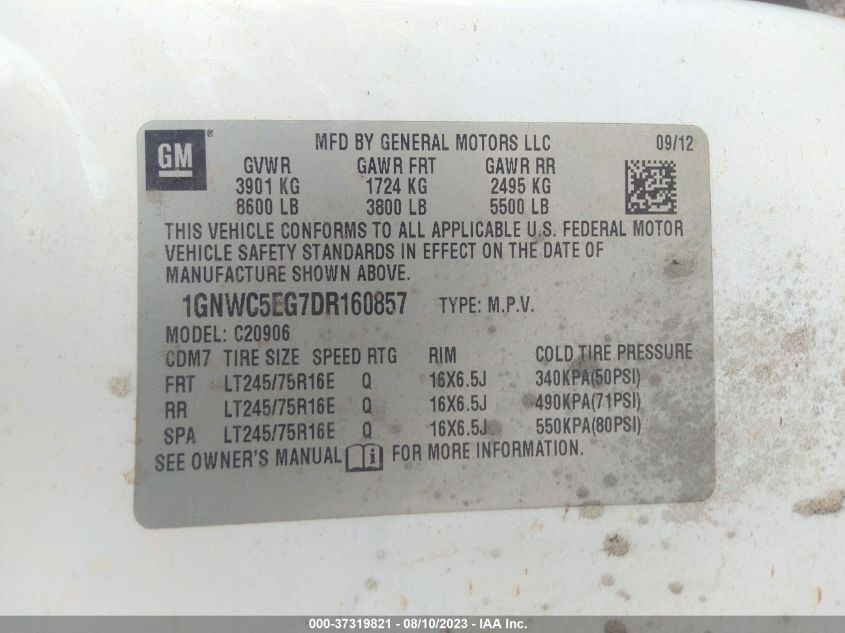 GM ® MFD BY GENERAL MOTORS LLC 09/12
GVWR GAWR FRT GAWR RR
3901 KG 1724 KG 2495 KG
8600 LB 3800 LB 5500 LB
THIS VEHICLE CONFORMS TO ALL APPLICABLE U.S. FEDERAL MOTOR
VEHICLE SAFETY STANDARDS IN EFFECT ON THE DATE OF
MANUFACTURE SHOWN ABOVE.
1GNWC5EG7DR160857 TYPE: M.P.V.
MODEL: C20906
CDM7 TIRE SIZE SPEED RTG RIM COLD TIRE PRESSURE
FRT LT245/75R16E Q 16X6.5J 340KPA(50PSI)
RR LT245/75R16E Q 16X6.5J 490KPA(71PSI)
SPA LT245/75R16E Q 16X6.5J 550KPA(80PSI)
SEE OWNER'S MANUAL i FOR MORE INFORMATION.
000-37319821 - 08/10/2023 - IAA Inc.